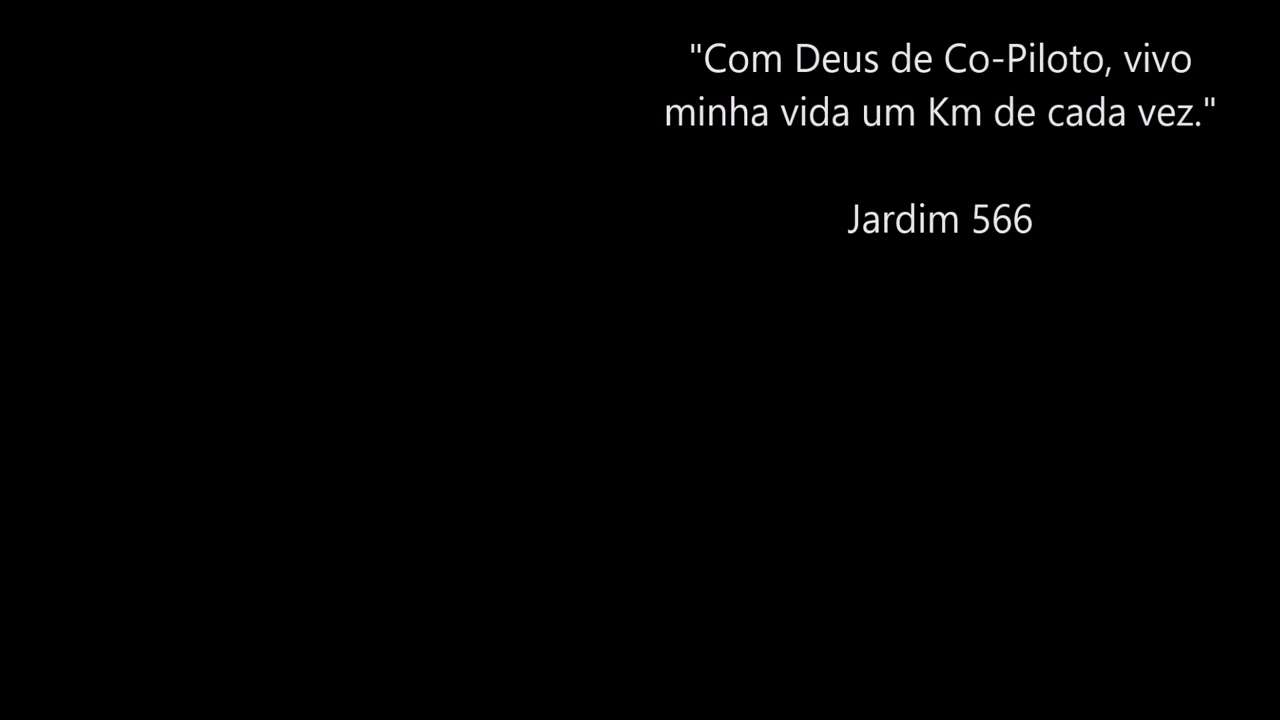 "Com Deus de Co-Piloto, vivo
minha vida um Km de cada vez."
Jardim 566